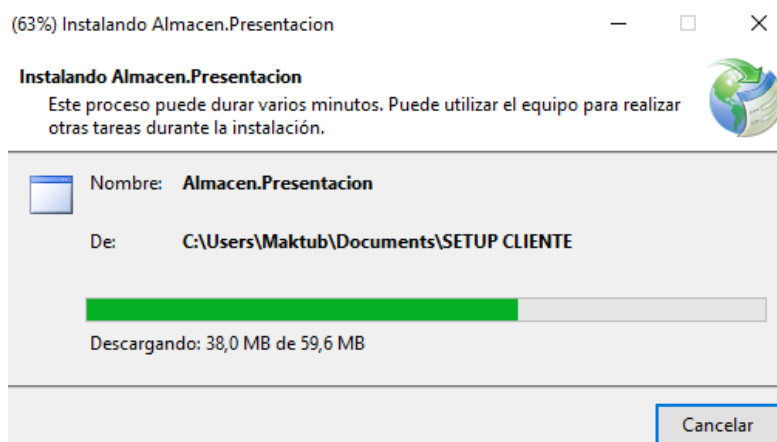 (63%) Instalando Almacen.Presentacion
Instalando Almacen.Presentacion
Este proceso puede durar varios minutos. Puede utilizar el equipo para realizar
otras tareas durante la instalación.
Nombre: Almacen.Presentacion
De: C:\Users\Maktub\Documents\SETUP CLIENTE
Descargando: 38,0 MB de 59,6 MB
Cancelar